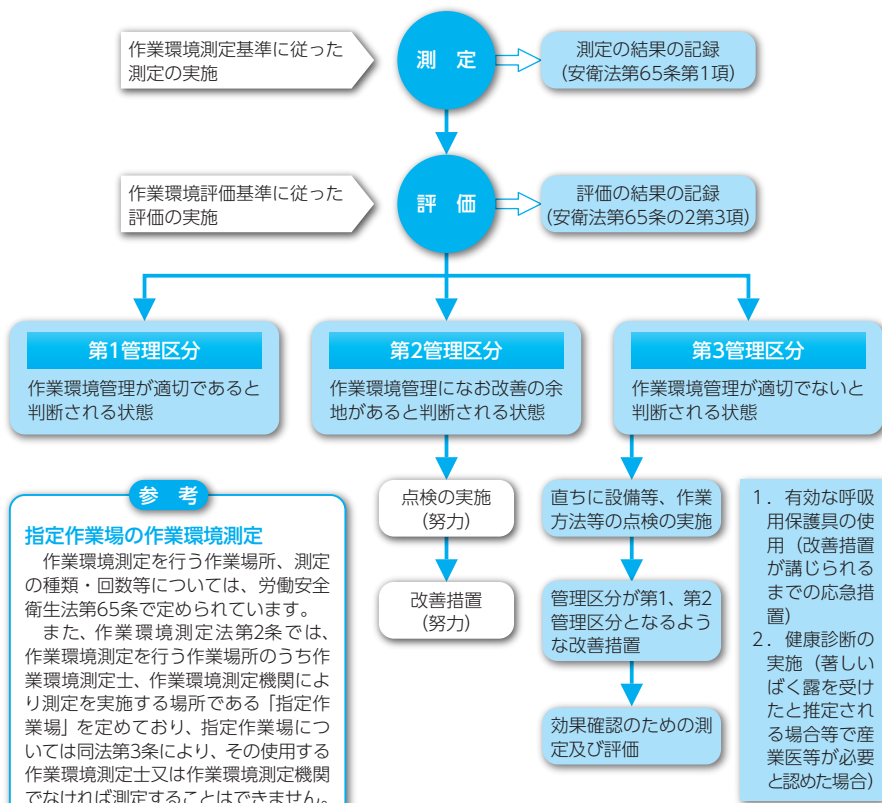 作業環境測定基準に従った
測定の実施
測 定
測定の結果の記録
(安衛法第65条第1項)
作業環境評価基準に従った
評価の実施
評 価
評価の結果の記録
(安衛法第65条の2第3項)
第1管理区分
作業環境管理が適切であると
判断される状態
第2管理区分
作業環境管理になお改善の余
地があると判断される状態
第3管理区分
作業環境管理が適切でないと
判断される状態
点検の実施
(努力)
改善措置
(努力)
直ちに設備等、作業
方法等の点検の実施
管理区分が第1、第2
管理区分となるよう
な改善措置
効果確認のための測
定及び評価
1．有効な呼吸
用保護具の使
用（改善措置
が講じられる
までの応急措
置）
2．健康診断の
実施（著しい
ばく露を受け
たと推定され
る場合等で産
業医等が必要
と認めた場合）
参 考
指定作業場の作業環境測定
作業環境測定を行う作業場所、測定
の種類・回数等については、労働安全
衛生法第65条で定められています。
また、作業環境測定法第2条では、
作業環境測定を行う作業場所のうち作
業環境測定士、作業環境測定機関によ
り測定を実施する場所である「指定作
業場」を定めており、指定作業場につ
いては同法第3条により、その使用する
作業環境測定士又は作業環境測定機関
でなければ測定することはできません。